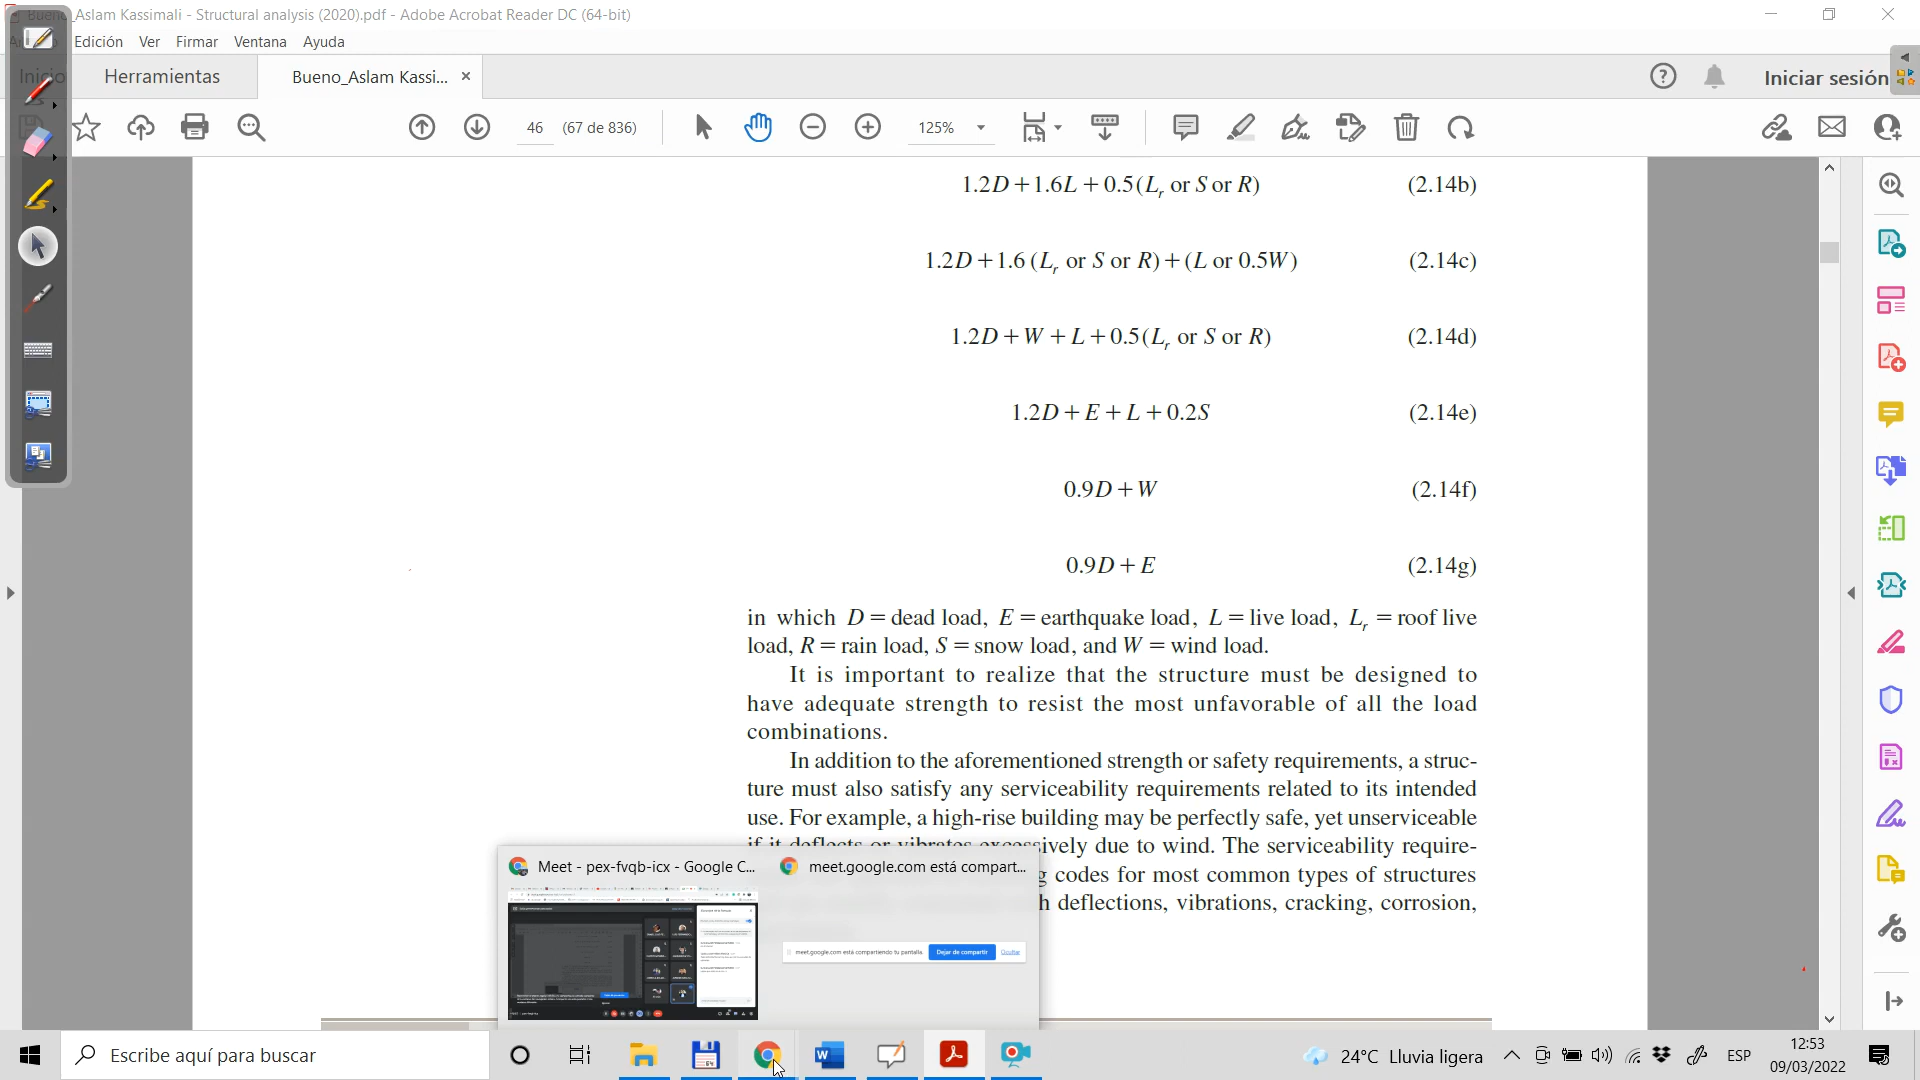 Bueno_Aslam Kassimali - Structural analysis (2020).pdf - Adobe Acrobat Reader DC (64-bit)
Edición Ver Firmar Ventana Ayuda
Inicio Herramientas Bueno_Aslam Kassi... × Iniciar sesión
46 (67 de 836) 125%
1.2D + 1.6L + 0.5(Lr or S or R) (2.14b)
1.2D + 1.6 (Lr or S or R) + (L or 0.5W) (2.14c)
1.2D + W + L + 0.5(Lr or S or R) (2.14d)
1.2D + E + L + 0.2S (2.14e)
0.9D + W (2.14f)
0.9D + E (2.14g)
in which D = dead load, E = earthquake load, L = live load, Lr = roof live
load, R = rain load, S = snow load, and W = wind load.
It is important to realize that the structure must be designed to
have adequate strength to resist the most unfavorable of all the load
combinations.
In addition to the aforementioned strength or safety requirements, a struc-
ture must also satisfy any serviceability requirements related to its intended
use. For example, a high-rise building may be perfectly safe, yet unserviceable
if it deflects or vibrates excessively due to wind. The serviceability require-
codes for most common types of structures
deflections, vibrations, cracking, corrosion,
Meet - pex-fvqb-icx - Google C... meet.google.com está compart...
meet.google.com está compartiendo tu pantalla Dejar de compartir Ocultar
Escribe aquí para buscar
24°C Lluvia ligera ESP
12:53
09/03/2022